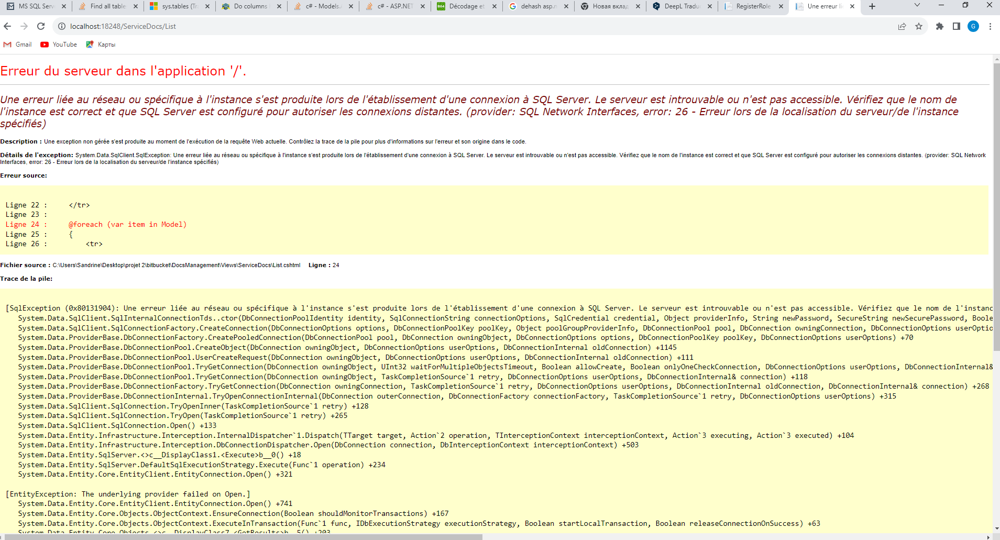 MS SQL Serv
Find all table
sys.tables (Tra
Do columns f
c# - Models.A
c# - ASP.NET
Décodage et
dehash asp.n
Новая вклад
DeepL Tradu
RegisterRole
Une erreur li
localhost:18248/ServiceDocs/List
G
Gmail
YouTube
Карты
Erreur du serveur dans l'application '/'.
Une erreur liée au réseau ou spécifique à l'instance s'est produite lors de l'établissement d'une connexion à SQL Server. Le serveur est introuvable ou n'est pas accessible. Vérifiez que le nom de
l'instance est correct et que SQL Server est configuré pour autoriser les connexions distantes. (provider: SQL Network Interfaces, error: 26 - Erreur lors de la localisation du serveur/de l'instance
spécifiés)
Description : Une exception non gérée s'est produite au moment de l'exécution de la requête Web actuelle. Contrôlez la trace de la pile pour plus d'informations sur l'erreur et son origine dans le code.
Détails de l'exception: System.Data.SqlClient.SqlException: Une erreur liée au réseau ou spécifique à l'instance s'est produite lors de l'établissement d'une connexion à SQL Server. Le serveur est introuvable ou n'est pas accessible. Vérifiez que le nom de l'instance est correct et que SQL Server est configuré pour autoriser les connexions distantes. (provider: SQL Network
Interfaces, error: 26 - Erreur lors de la localisation du serveur/de l'instance spécifiés)
Erreur source:
Ligne 22 : </tr>
Ligne 23 :
Ligne 24 : @foreach (var item in Model)
Ligne 25 : {
Ligne 26 : <tr>
Fichier source : C:\Users\Sandrine\Desktop\projet 2\bitbucket\DocsManagement\Views\ServiceDocs\List.cshtml Ligne : 24
Trace de la pile:
[SqlException (0x80131904): Une erreur liée au réseau ou spécifique à l'instance s'est produite lors de l'établissement d'une connexion à SQL Server. Le serveur est introuvable ou n'est pas accessible. Vérifiez que le nom de l'instanc
System.Data.SqlClient.SqlInternalConnectionTds..ctor(DbConnectionPoolIdentity identity, SqlConnectionString connectionOptions, SqlCredential credential, Object providerInfo, String newPassword, SecureString newSecurePassword, Boole
System.Data.SqlClient.SqlConnectionFactory.CreateConnection(DbConnectionOptions options, DbConnectionPoolKey poolKey, Object poolGroupProviderInfo, DbConnectionPool pool, DbConnection owningConnection, DbConnectionOptions userOptio
System.Data.ProviderBase.DbConnectionFactory.CreatePooledConnection(DbConnectionPool pool, DbConnection owningObject, DbConnectionOptions options, DbConnectionPoolKey poolKey, DbConnectionOptions userOptions) +70
System.Data.ProviderBase.DbConnectionPool.CreateObject(DbConnection owningObject, DbConnectionOptions userOptions, DbConnectionInternal oldConnection) +1145
System.Data.ProviderBase.DbConnectionPool.UserCreateRequest(DbConnection owningObject, DbConnectionOptions userOptions, DbConnectionInternal oldConnection) +111
System.Data.ProviderBase.DbConnectionPool.TryGetConnection(DbConnection owningObject, UInt32 waitForMultipleObjectsTimeout, Boolean allowCreate, Boolean onlyOneCheckConnection, DbConnectionOptions userOptions, DbConnectionInternal&
System.Data.ProviderBase.DbConnectionPool.TryGetConnection(DbConnection owningObject, TaskCompletionSource`1 retry, DbConnectionOptions userOptions, DbConnectionInternal& connection) +118
System.Data.ProviderBase.DbConnectionFactory.TryGetConnection(DbConnection owningConnection, TaskCompletionSource`1 retry, DbConnectionOptions userOptions, DbConnectionInternal oldConnection, DbConnectionInternal& connection) +268
System.Data.ProviderBase.DbConnectionInternal.TryOpenConnectionInternal(DbConnection outerConnection, DbConnectionFactory connectionFactory, TaskCompletionSource`1 retry, DbConnectionOptions userOptions) +315
System.Data.SqlClient.SqlConnection.TryOpenInner(TaskCompletionSource`1 retry) +128
System.Data.SqlClient.SqlConnection.TryOpen(TaskCompletionSource`1 retry) +265
System.Data.SqlClient.SqlConnection.Open() +133
System.Data.Entity.Infrastructure.Interception.InternalDispatcher`1.Dispatch(TTarget target, Action`2 operation, TInterceptionContext interceptionContext, Action`3 executing, Action`3 executed) +104
System.Data.Entity.Infrastructure.Interception.DbConnectionDispatcher.Open(DbConnection connection, DbInterceptionContext interceptionContext) +503
System.Data.Entity.SqlServer.<>c__DisplayClass1.<Execute>b__0() +18
System.Data.Entity.SqlServer.DefaultSqlExecutionStrategy.Execute(Func`1 operation) +234
System.Data.Entity.Core.EntityClient.EntityConnection.Open() +321
[EntityException: The underlying provider failed on Open.]
System.Data.Entity.Core.EntityClient.EntityConnection.Open() +741
System.Data.Entity.Core.Objects.ObjectContext.EnsureConnection(Boolean shouldMonitorTransactions) +167
System.Data.Entity.Core.Objects.ObjectContext.ExecuteInTransaction(Func`1 func, IDbExecutionStrategy executionStrategy, Boolean startLocalTransaction, Boolean releaseConnectionOnSuccess) +63
System.Data.Entity.Core.Objects.<>c__DisplayClass7.<GetResults>b__5() +203